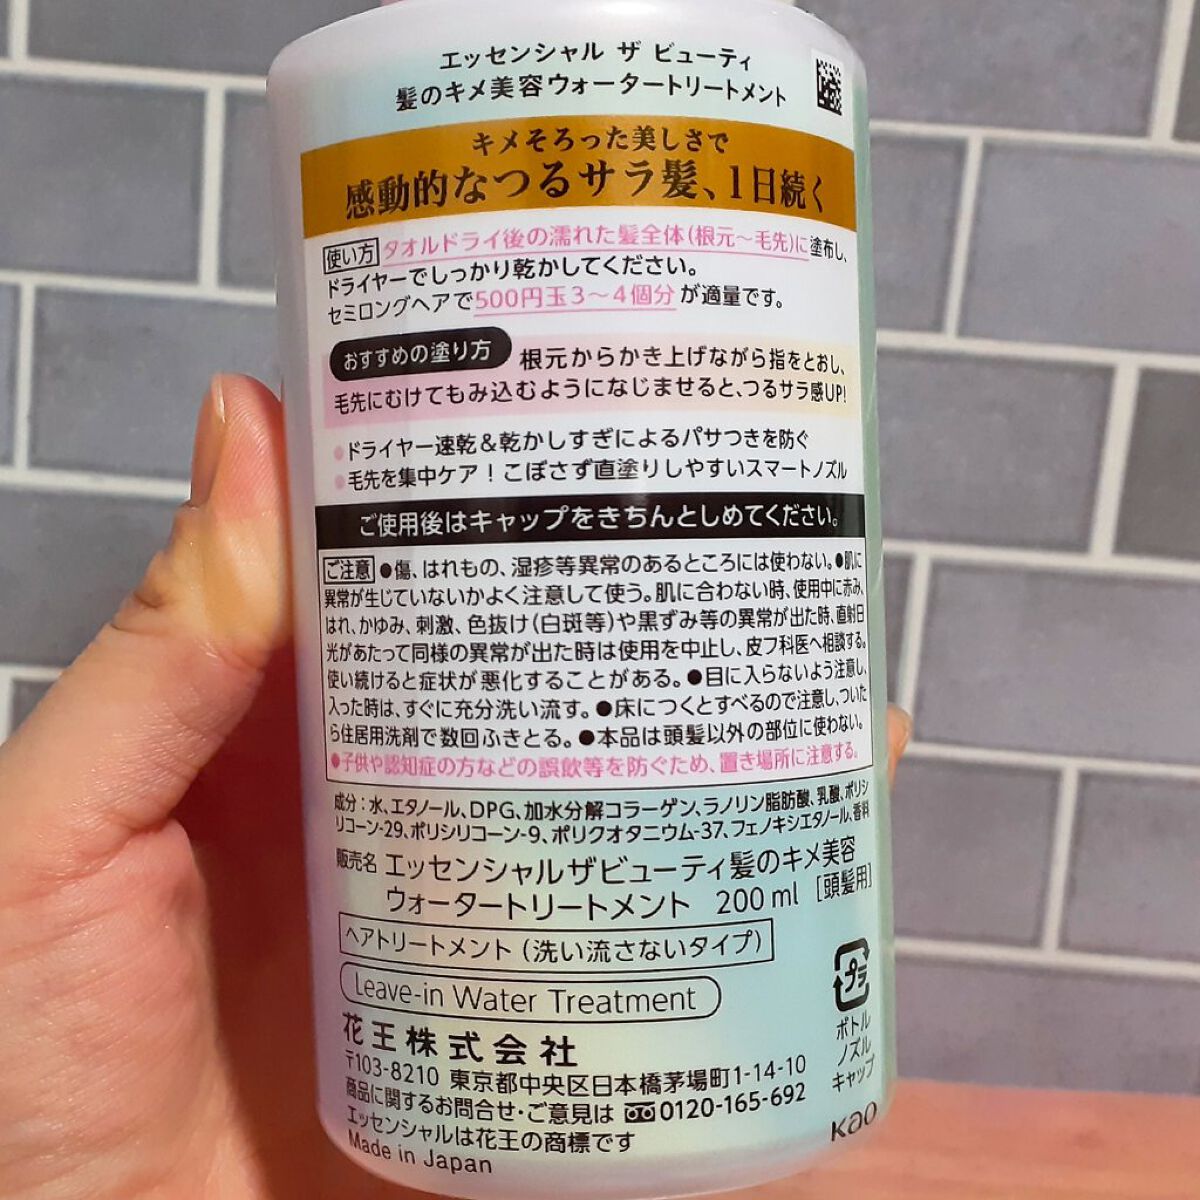 エッセンシャル ザ ビューティ
髪のキメ美容ウォータートリートメント
キメそろった美しさで
感動的なつるサラ髪、1日続く
使い方 タオルドライ後の濡れた髪全体(根元～毛先)に塗布し、
ドライヤーでしっかり乾かしてください。
セミロングヘアで500円玉3～4個分が適量です。
おすすめの塗り方 根元からかき上げながら指をとおし、
毛先にむけてもみ込むようになじませると、つるサラ感UP!
●ドライヤー速乾&乾かしすぎによるパサつきを防ぐ
●毛先を集中ケア!こぼさず直塗りしやすいスマートノズル
ご使用後はキャップをきちんとしめてください。
ご注意 ●傷、はれもの、湿疹等異常のあるところには使わない。●肌に
異常が生じていないかよく注意して使う。肌に合わない時、使用中に赤み、
はれ、かゆみ、刺激、色抜け(白斑等)や黒ずみ等の異常が出た時、直射日
光があたって同様の異常が出た時は使用を中止し、皮フ科医へ相談する。
使い続けると症状が悪化することがある。●目に入らないよう注意し、
入った時は、すぐに充分洗い流す。●床につくとすべるので注意し、ついた
ら住居用洗剤で数回ふきとる。●本品は頭髪以外の部位に使わない。
●子供や認知症の方などの誤飲等を防ぐため、置き場所に注意する。
成分:水、エタノール、DPG、加水分解コラーゲン、ラノリン脂肪酸、乳酸、ポリシ
リコーン-29、ポリシリコーン-9、ポリクオタニウム-37、フェノキシエタノール、香料
販売名 エッセンシャルザビューティ髪のキメ美容
ウォータートリートメント 200ml [頭髪用]
ヘアトリートメント(洗い流さないタイプ)
Leave-in Water Treatment
花王株式会社
〒103-8210 東京都中央区日本橋茅場町1-14-10
商品に関するお問合せ・ご意見は 0120-165-692
エッセンシャルは花王の商標です
Made in Japan
プラ
ボトル
ノズル
キャップ
Kao